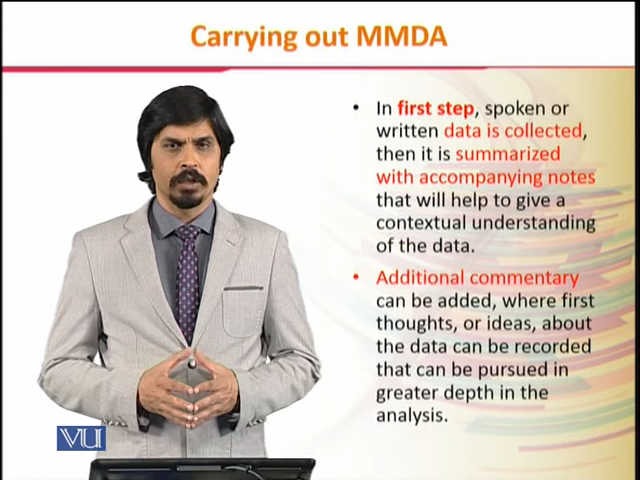 Carrying out MMDA
• In first step, spoken or
written data is collected,
then it is summarized
with accompanying notes
that will help to give a
contextual understanding
of the data.
• Additional commentary
can be added, where first
thoughts, or ideas, about
the data can be recorded
that can be pursued in
greater depth in the
analysis.
VU